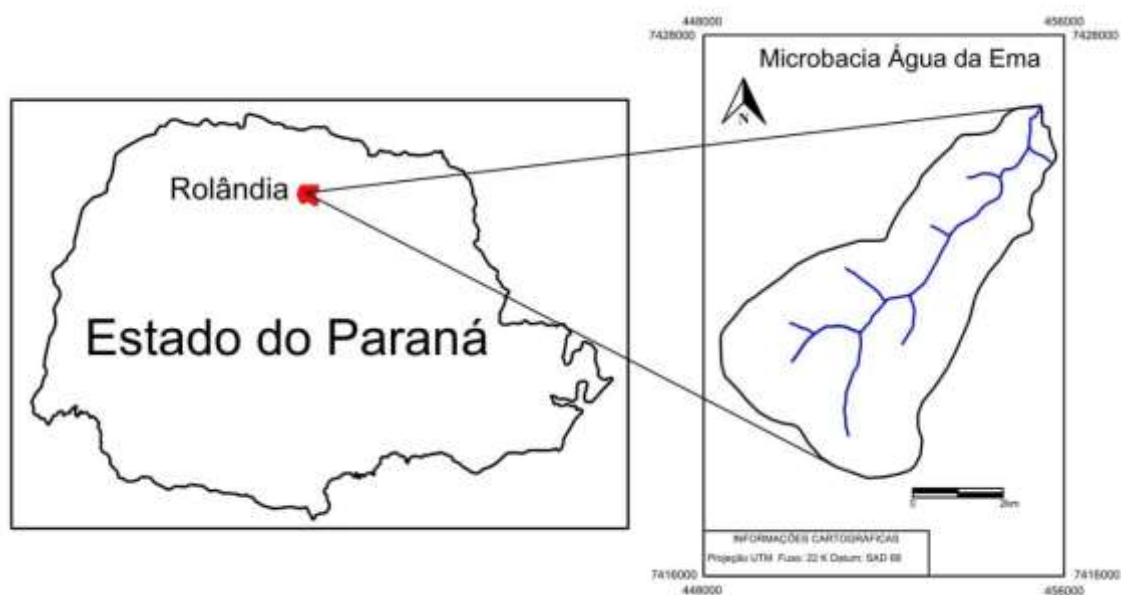 448000
456000
7428000
7428000
Microbacia Água da Ema
N
Rolândia
Estado do Paraná
0
2km
INFORMAÇÕES CARTOGRÁFICAS
Projeção UTM Fuso: 22 K Datum: SAD 69
7416000
7416000
448000
456000